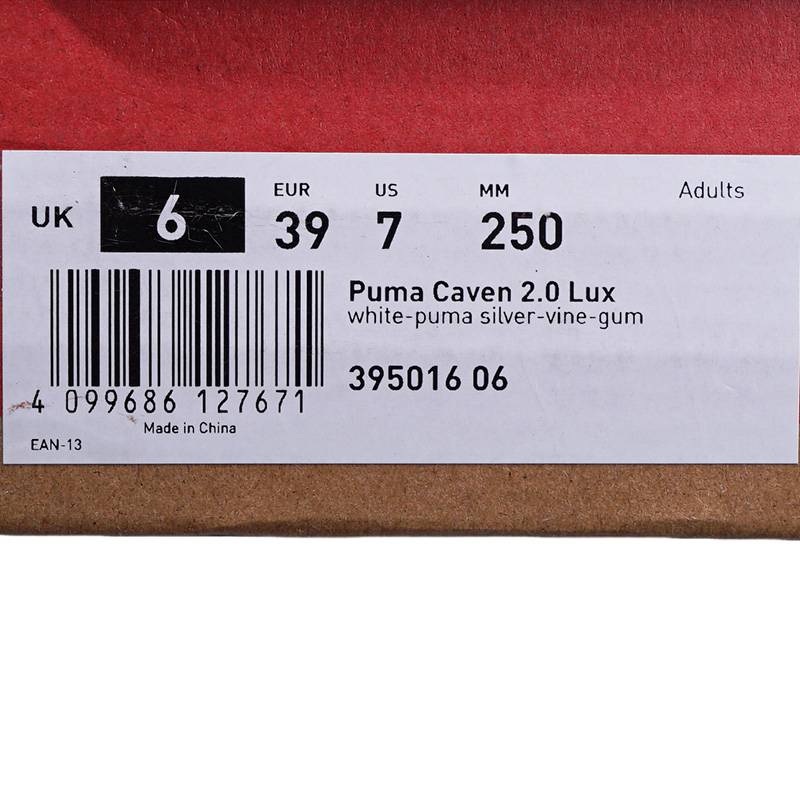 UK 6 EUR 39 US 7 MM 250 Adults
Puma Caven 2.0 Lux
white-puma silver-vine-gum
395016 06
4 099686 127671
Made in China
EAN-13